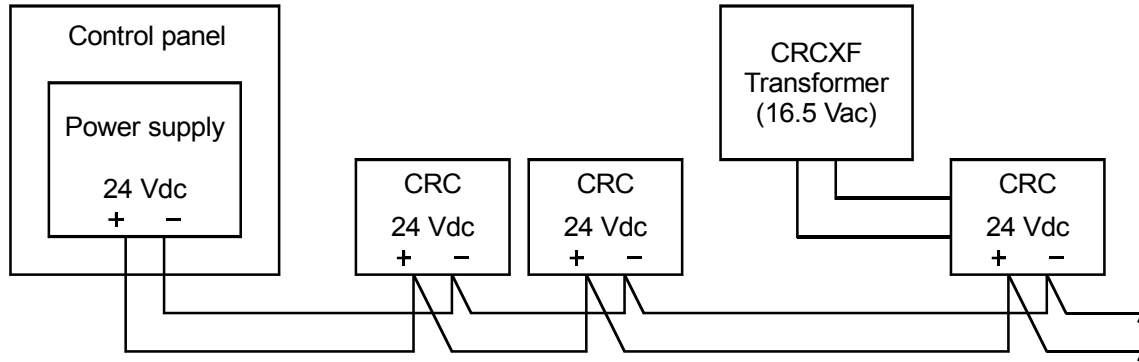 Control panel
Power supply
24 Vdc
+ −
CRC
24 Vdc
+ −
CRC
24 Vdc
+ −
CRCXF
Transformer
(16.5 Vac)
CRC
24 Vdc
+ −